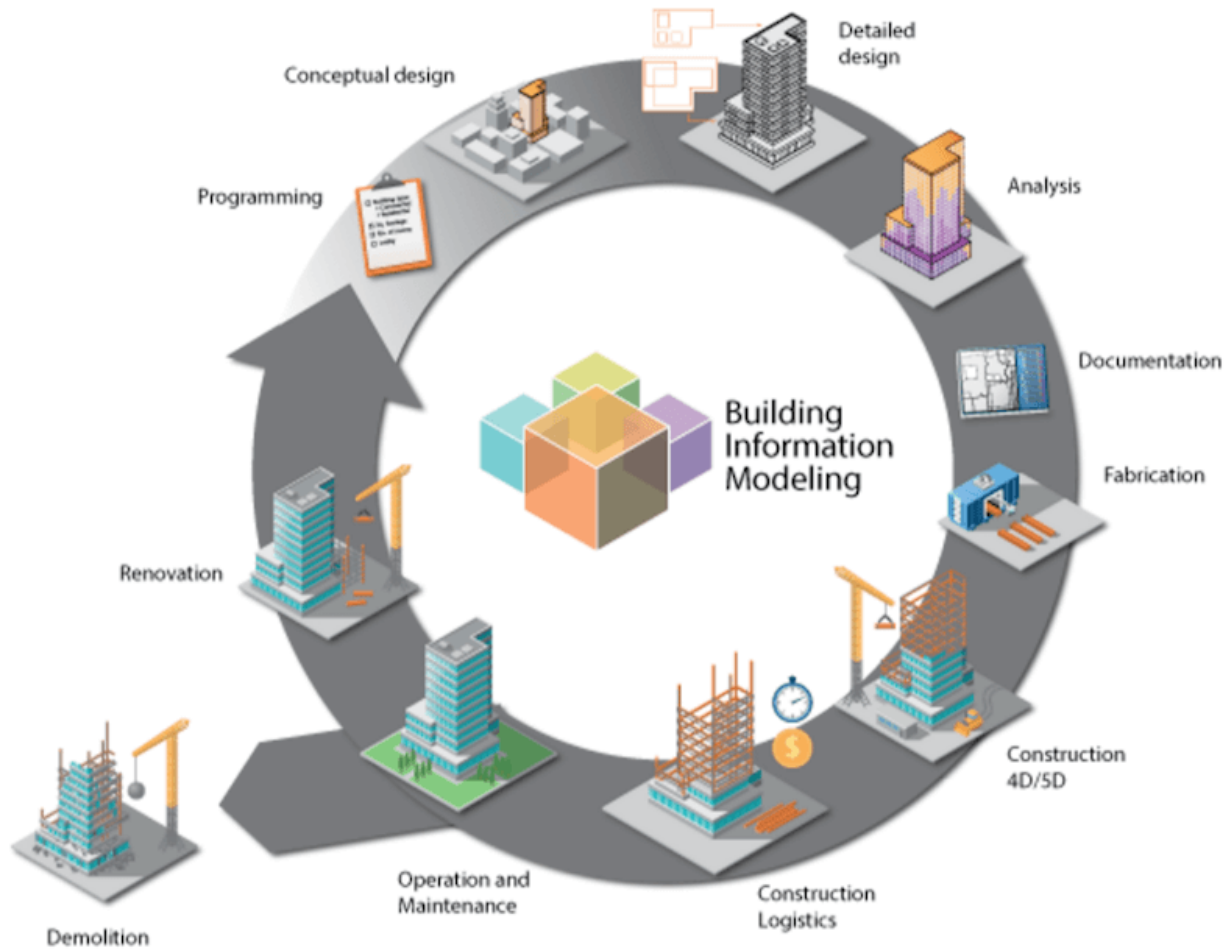 Detailed
design
Conceptual design
Programming
Analysis
Documentation
Building
Information
Modeling
Fabrication
Renovation
Construction
4D/5D
$
Operation and
Maintenance
Construction
Logistics
Demolition